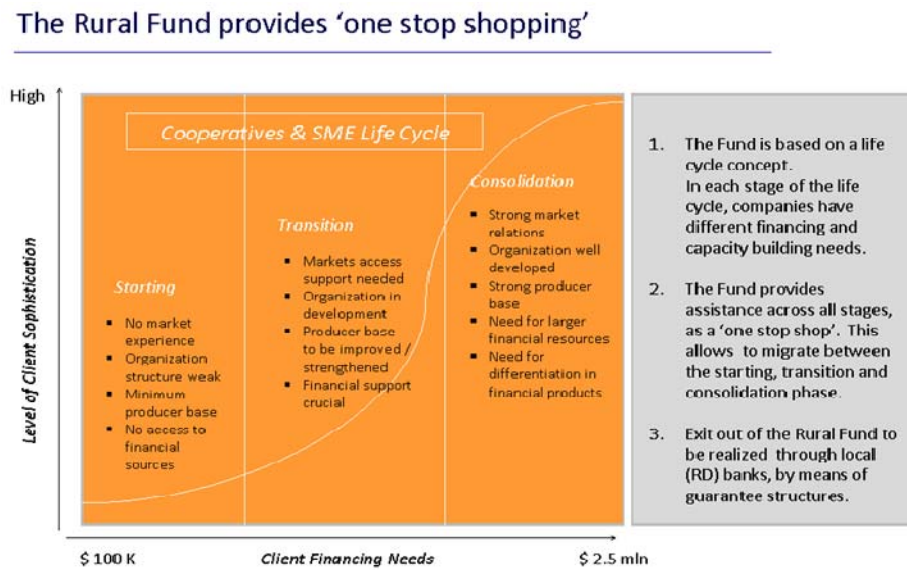 The Rural Fund provides ‘one stop shopping’
High
Level of Client Sophistication
Cooperatives & SME Life Cycle
Starting
▪ No market
experience
▪ Organization
structure weak
▪ Minimum
producer base
▪ No access to
financial
sources
Transition
▪ Markets access
support needed
▪ Organization in
development
▪ Producer base
to be improved /
strengthened
▪ Financial support
crucial
Consolidation
▪ Strong market
relations
▪ Organization well
developed
▪ Strong producer
base
▪ Need for larger
financial resources
▪ Need for
differentiation in
financial products
$ 100 K
Client Financing Needs
$ 2.5 mln
1. The Fund is based on a life
cycle concept.
In each stage of the life
cycle, companies have
different financing and
capacity building needs.
2. The Fund provides
assistance across all stages,
as a ‘one stop shop’. This
allows to migrate between
the starting, transition and
consolidation phase.
3. Exit out of the Rural Fund to
be realized through local
(RD) banks, by means of
guarantee structures.